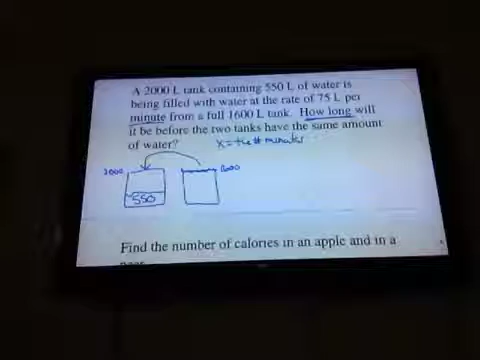 A 2000 L tank containing 550 L of water is
being filled with water at the rate of 75 L per
minute from a full 1600 L tank. How long will
it be before the two tanks have the same amount
of water? x = the # minutes
2000 1600
550
Find the number of calories in an apple and in a